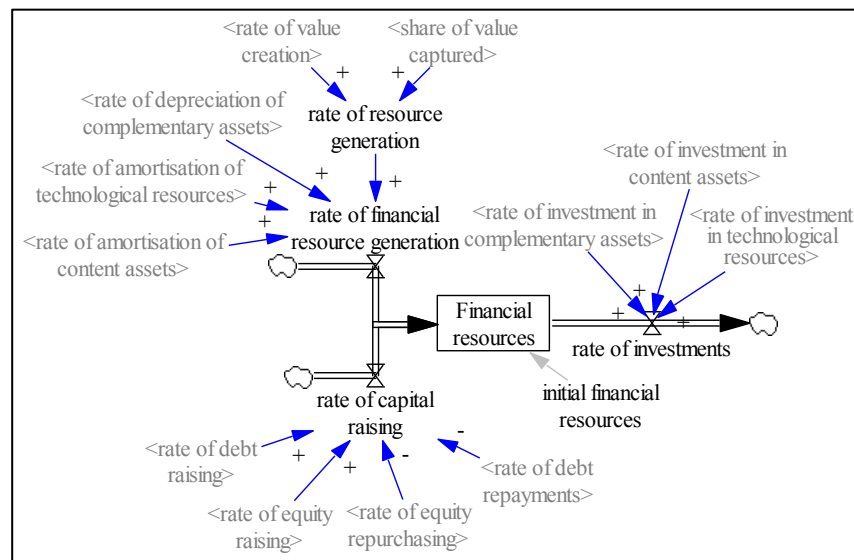 <rate of value
creation>
<share of value
captured>
+
+
rate of resource
generation
<rate of depreciation of
complementary assets>
<rate of amortisation of
technological resources>
<rate of amortisation of
content assets>
+
+
+
+
rate of financial
resource generation
<rate of investment in
content assets>
<rate of investment in
complementary assets>
<rate of investment
in technological
resources>
+
+
+
Financial
resources
rate of investments
initial financial
resources
rate of capital
raising
<rate of debt
raising>
+
+
-
-
<rate of equity
raising>
<rate of equity
repurchasing>
<rate of debt
repayments>